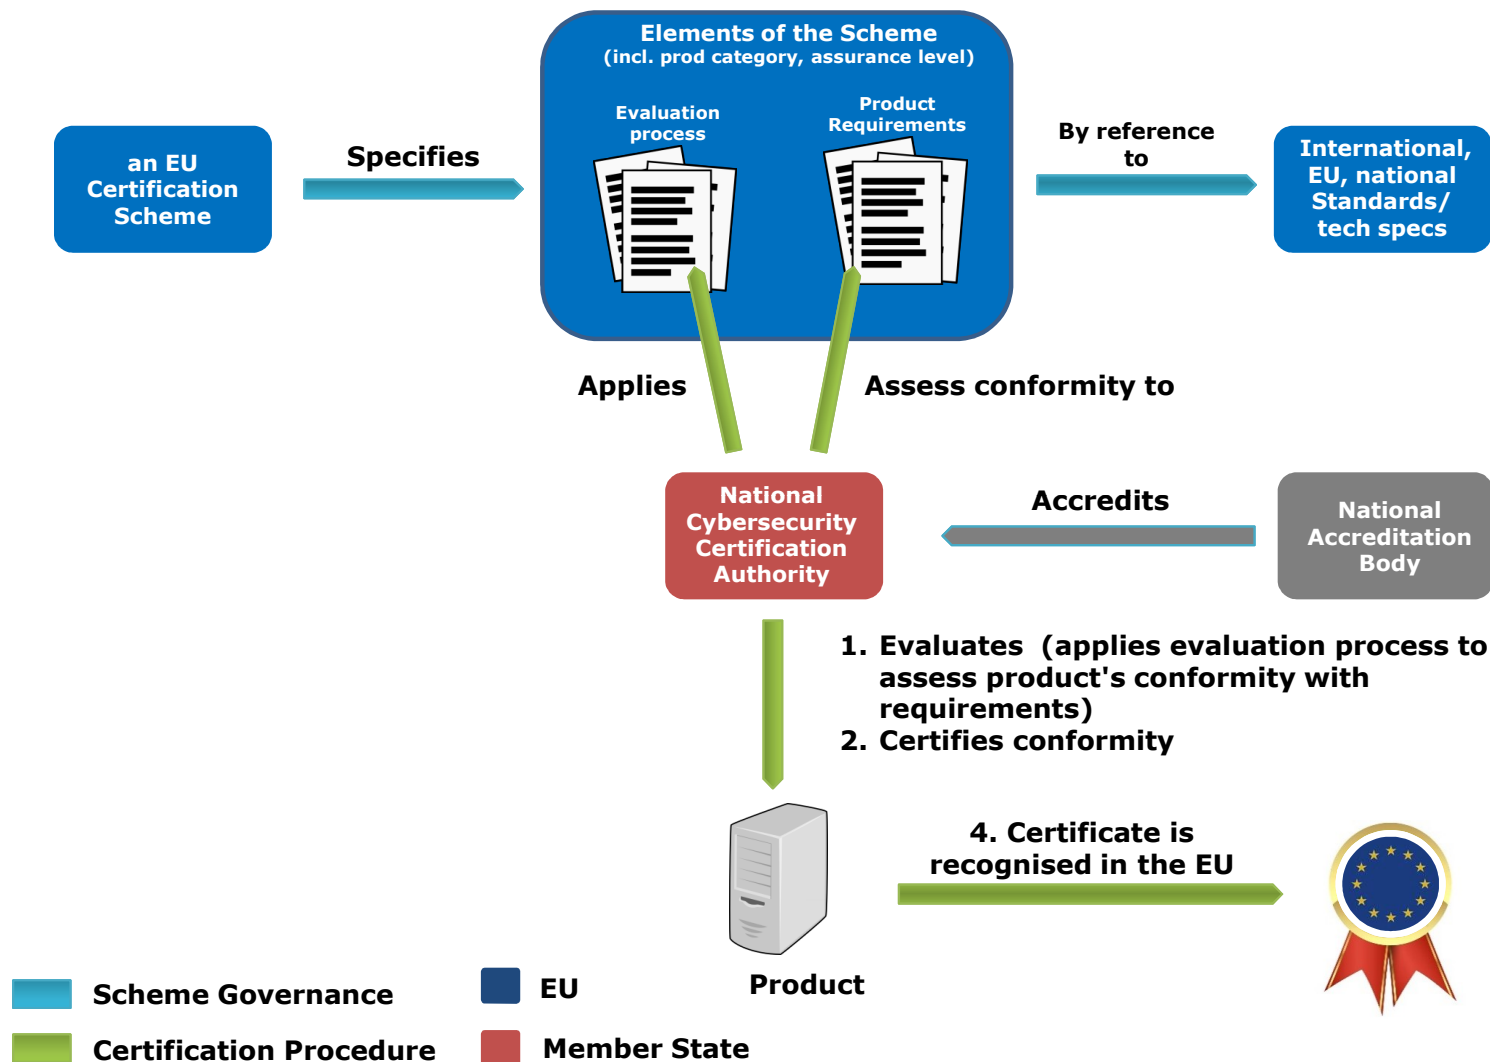 Elements of the Scheme
(incl. prod category, assurance level)
Evaluation
process
Product
Requirements
an EU
Certification
Scheme
Specifies
By reference
to
International,
EU, national
Standards/
tech specs
Applies
Assess conformity to
National
Cybersecurity
Certification
Authority
Accredits
National
Accreditation
Body
1. Evaluates (applies evaluation process to
assess product's conformity with
requirements)
2. Certifies conformity
4. Certificate is
recognised in the EU
Product
Scheme Governance
EU
Certification Procedure
Member State